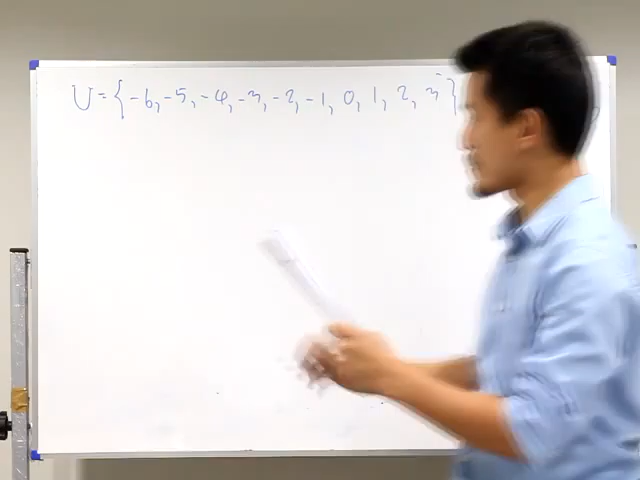 U = {-6, -5, -4, -3, -2, -1, 0, 1, 2, 3}